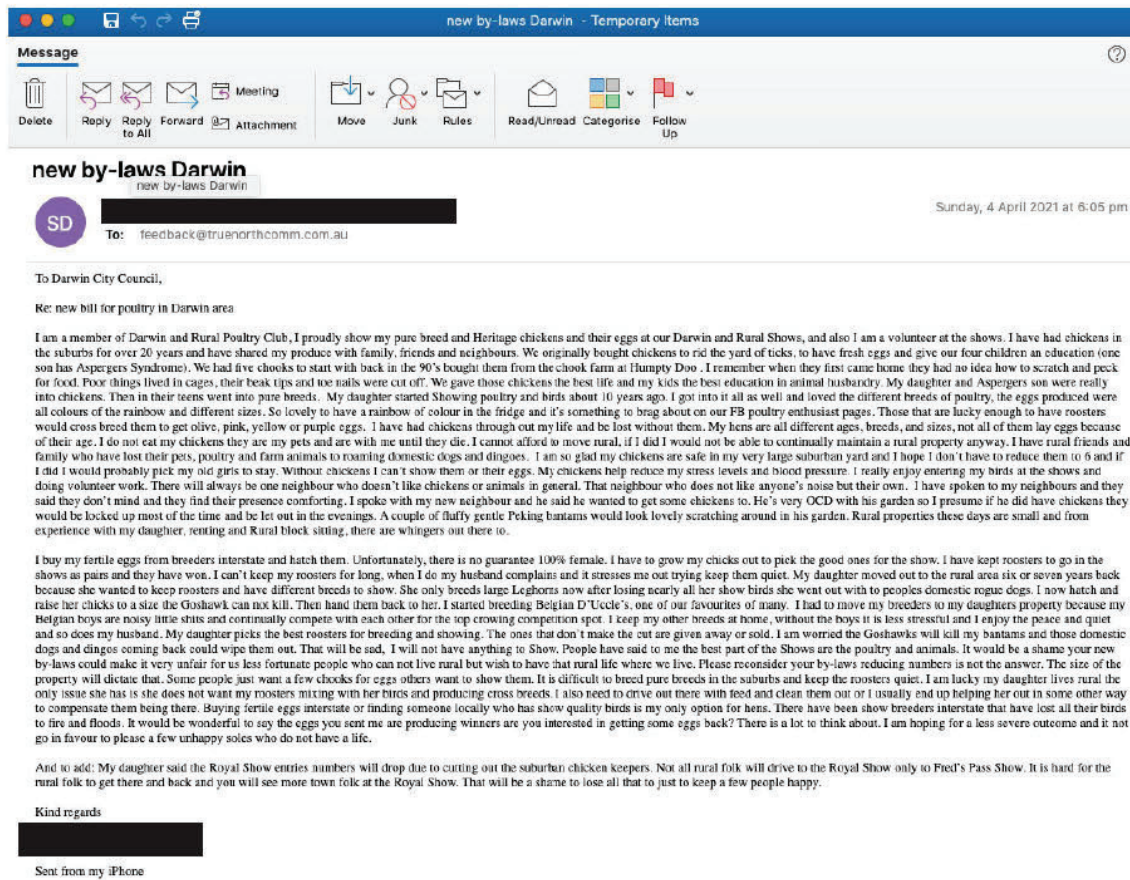 new by-laws Darwin - Temporary Items
Message
Delete
Reply
Reply to All
Forward
Meeting
Attachment
Move
Junk
Rules
Read/Unread
Categorise
Follow Up
new by-laws Darwin
new by-laws Darwin
SD
Sunday, 4 April 2021 at 6:05 pm
To: feedback@truenorthcomm.com.au
To Darwin City Council,
Re: new bill for poultry in Darwin area
I am a member of Darwin and Rural Poultry Club, I proudly show my pure breed and Heritage chickens and their eggs at our Darwin and Rural Shows, and also I am a volunteer at the shows. I have had chickens in
the suburbs for over 20 years and have shared my produce with family, friends and neighbours. We originally bought chickens to rid the yard of ticks, to have fresh eggs and give our four children an education (one
son has Aspergers Syndrome). We had five chooks to start with back in the 90's bought them from the chook farm at Humpty Doo . I remember when they first came home they had no idea how to scratch and peck
for food. Poor things lived in cages, their beak tips and toe nails were cut off. We gave those chickens the best life and my kids the best education in animal husbandry. My daughter and Aspergers son were really
into chickens. Then in their teens went into pure breeds. My daughter started Showing poultry and birds about 10 years ago. I got into it all as well and loved the different breeds of poultry, the eggs produced were
all colours of the rainbow and different sizes. So lovely to have a rainbow of colour in the fridge and it's something to brag about on our FB poultry enthusiast pages. Those that are lucky enough to have roosters
would cross breed them to get olive, pink, yellow or purple eggs. I have had chickens through out my life and be lost without them. My hens are all different ages, breeds, and sizes, not all of them lay eggs because
of their age. I do not eat my chickens they are my pets and are with me until they die. I cannot afford to move rural, if I did I would not be able to continually maintain a rural property anyway. I have rural friends and
family who have lost their pets, poultry and farm animals to roaming domestic dogs and dingoes. I am so glad my chickens are safe in my very large suburban yard and I hope I don't have to reduce them to 6 and if
I did I would probably pick my old girls to stay. Without chickens I can't show them or their eggs. My chickens help reduce my stress levels and blood pressure. I really enjoy entering my birds at the shows and
doing volunteer work. There will always be one neighbour who doesn't like chickens or animals in general. That neighbour who does not like anyone's noise but their own. I have spoken to my neighbours and they
said they don't mind and they find their presence comforting. I spoke with my new neighbour and he said he wanted to get some chickens to. He's very OCD with his garden so I presume if he did have chickens they
would be locked up most of the time and be let out in the evenings. A couple of fluffy gentle Peking bantams would look lovely scratching around in his garden. Rural properties these days are small and from
experience with my daughter, renting and Rural block sitting, there are whingers out there to.
I buy my fertile eggs from breeders interstate and hatch them. Unfortunately, there is no guarantee 100% female. I have to grow my chicks out to pick the good ones for the show. I have kept roosters to go in the
shows as pairs and they have won. I can't keep my roosters for long, when I do my husband complains and it stresses me out trying keep them quiet. My daughter moved out to the rural area six or seven years back
because she wanted to keep roosters and have different breeds to show. She only breeds large Leghorns now after losing nearly all her show birds she went out with to peoples domestic rogue dogs. I now hatch and
raise her chicks to a size the Goshawk can not kill. Then hand them back to her. I started breeding Belgian D'Uccle's, one of our favourites of many. I had to move my breeders to my daughters property because my
Belgian boys are noisy little shits and continually compete with each other for the top crowing competition spot. I keep my other breeds at home, without the boys it is less stressful and I enjoy the peace and quiet
and so does my husband. My daughter picks the best roosters for breeding and showing. The ones that don't make the cut are given away or sold. I am worried the Goshawks will kill my bantams and those domestic
dogs and dingos coming back could wipe them out. That will be sad, I will not have anything to Show. People have said to me the best part of the Shows are the poultry and animals. It would be a shame your new
by-laws could make it very unfair for us less fortunate people who can not live rural but wish to have that rural life where we live. Please reconsider your by-laws reducing numbers is not the answer. The size of the
property will dictate that. Some people just want a few chooks for eggs others want to show them. It is difficult to breed pure breeds in the suburbs and keep the roosters quiet. I am lucky my daughter lives rural the
only issue she has is she does not want my roosters mixing with her birds and producing cross breeds. I also need to drive out there with feed and clean them out or I usually end up helping her out in some other way
to compensate them being there. Buying fertile eggs interstate or finding someone locally who has show quality birds is my only option for hens. There have been show breeders interstate that have lost all their birds
to fire and floods. It would be wonderful to say the eggs you sent me are producing winners are you interested in getting some eggs back? There is a lot to think about. I am hoping for a less severe outcome and it not
go in favour to please a few unhappy soles who do not have a life.
And to add: My daughter said the Royal Show entries numbers will drop due to cutting out the suburban chicken keepers. Not all rural folk will drive to the Royal Show only to Fred's Pass Show. It is hard for the
rural folk to get there and back and you will see more town folk at the Royal Show. That will be a shame to lose all that to just to keep a few people happy.
Kind regards
Sent from my iPhone